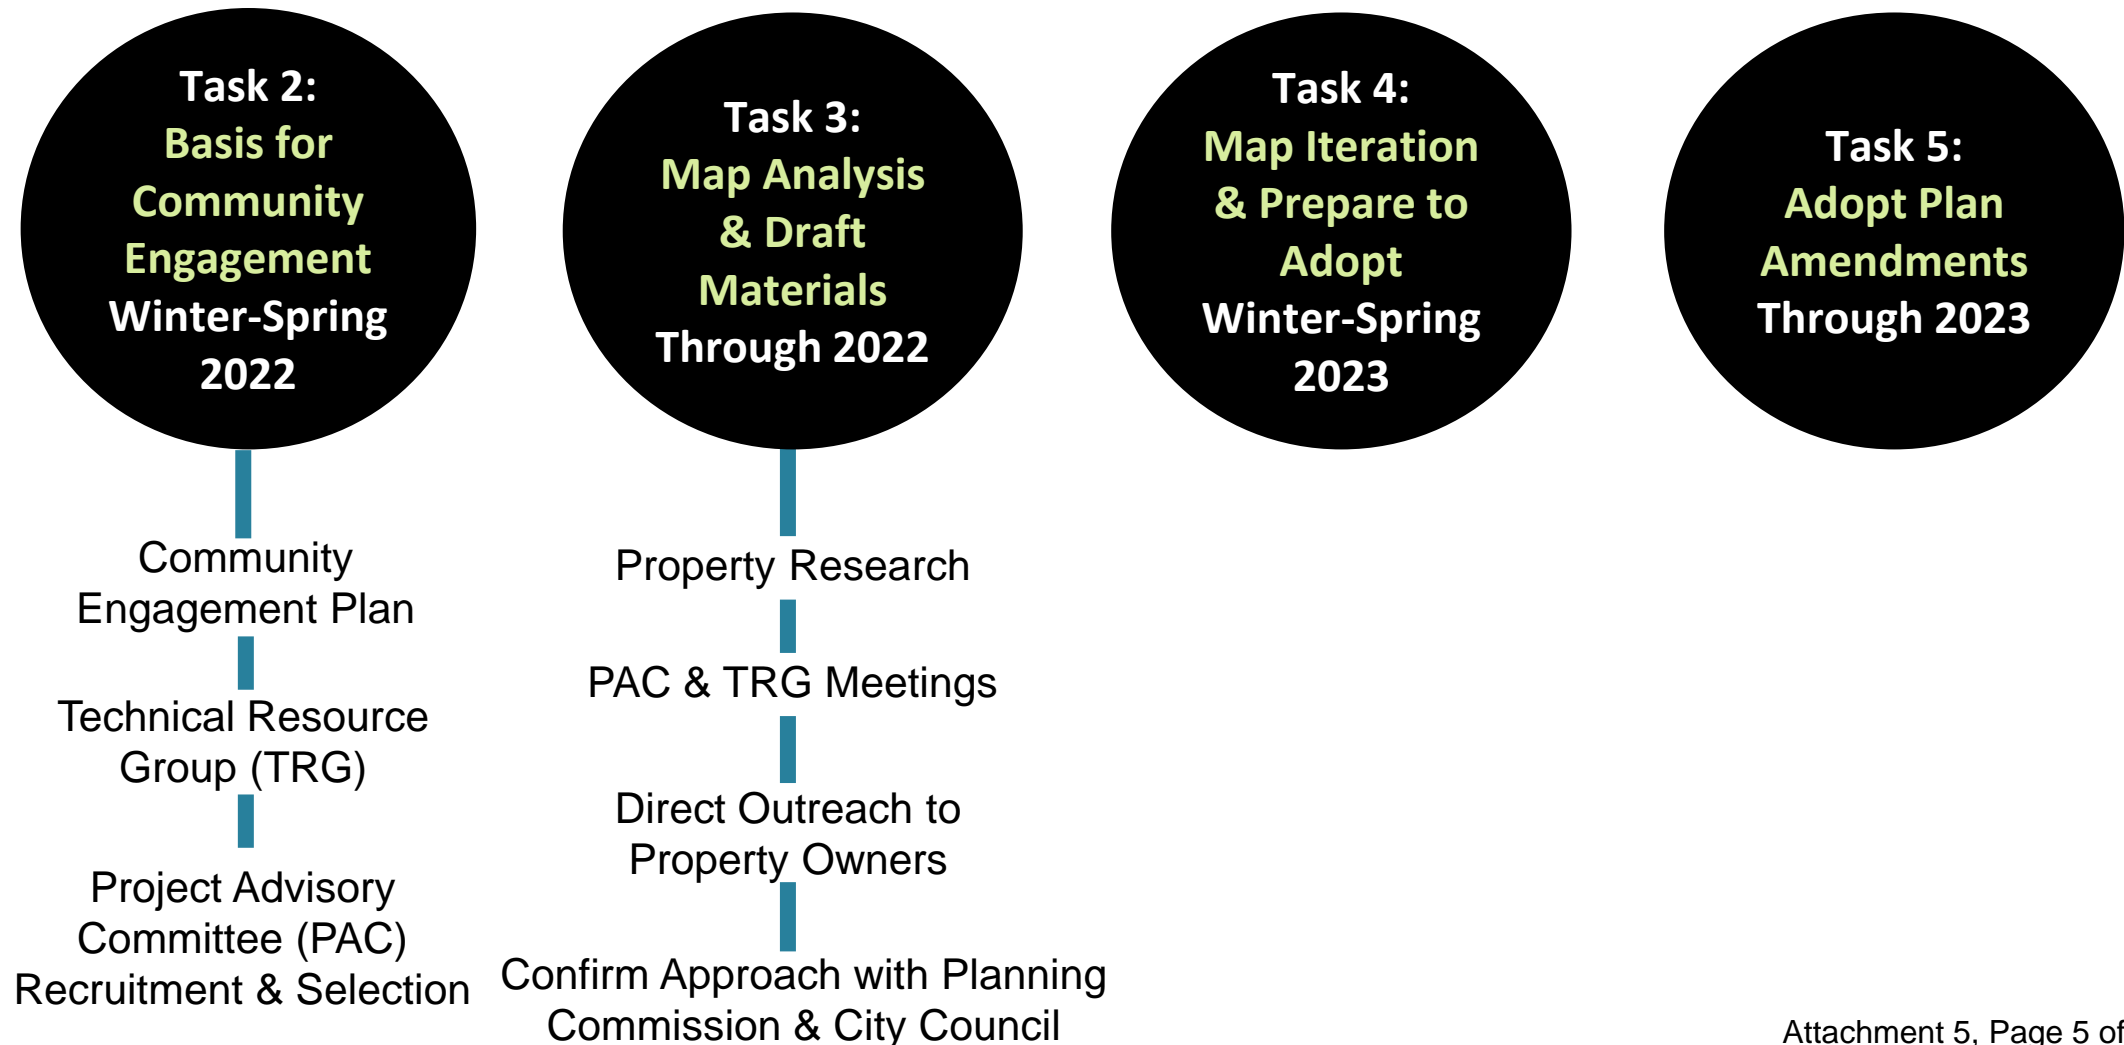 Task 2:
Basis for
Community
Engagement
Winter-Spring
2022
Community
Engagement Plan
Technical Resource
Group (TRG)
Project Advisory
Committee (PAC)
Recruitment & Selection
Task 3:
Map Analysis
& Draft
Materials
Through 2022
Property Research
PAC & TRG Meetings
Direct Outreach to
Property Owners
Confirm Approach with Planning
Commission & City Council
Task 4:
Map Iteration
& Prepare to
Adopt
Winter-Spring
2023
Task 5:
Adopt Plan
Amendments
Through 2023
Attachment 5, Page 5 of